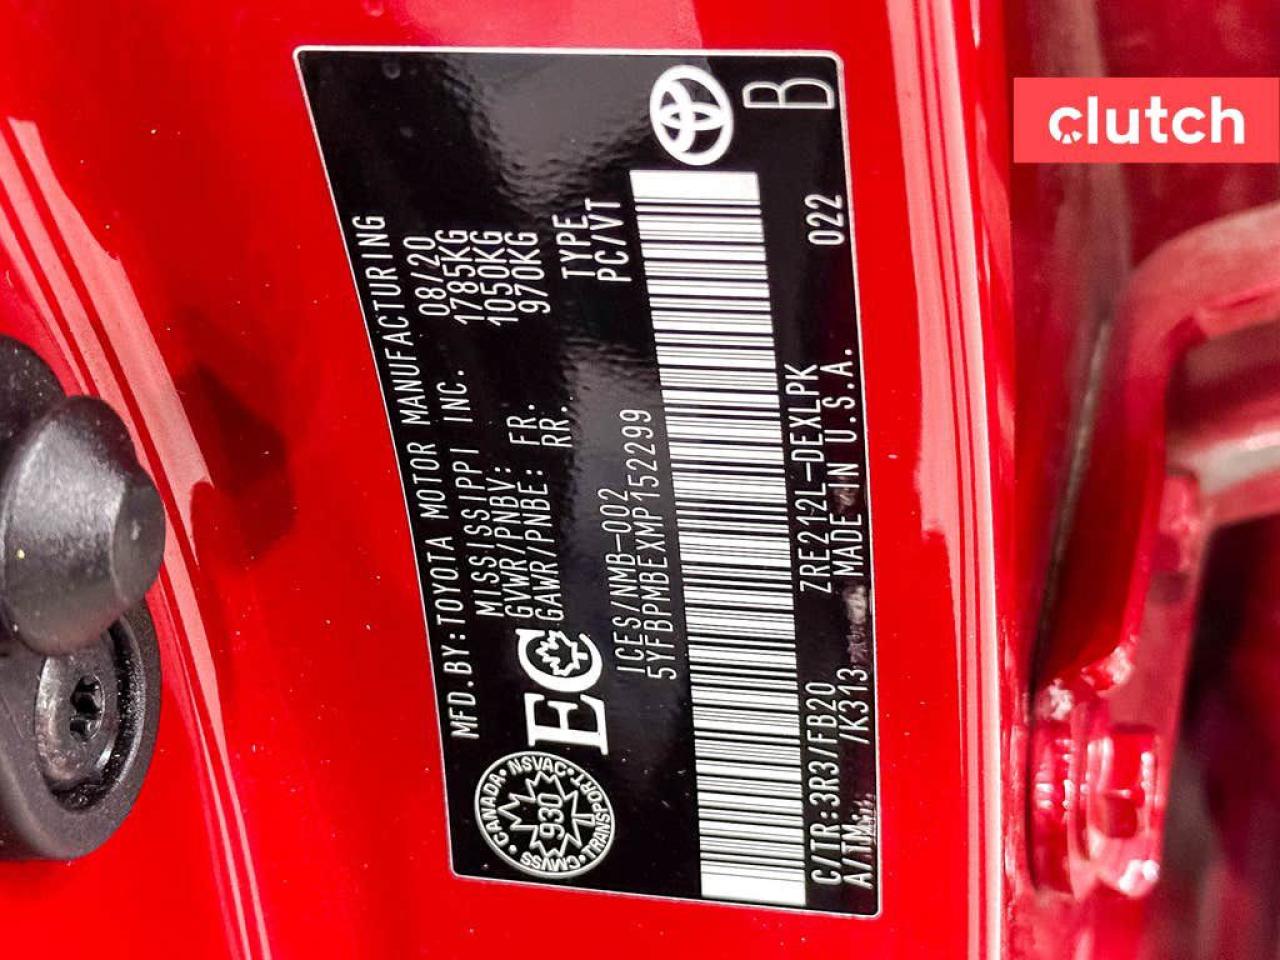 clutch
MFD.BY:TOYOTA MOTOR MANUFACTURING
MISSISSIPPI INC. 08/20
GVWR/PNBV: 1785KG
GAWR/PNBE: FR. 1050KG
RR. 970KG
CANADA NSVAC
930
CMVSS TRANSPORT
EC
TYPE
ICES/NMB-002 PC/VT
5YFBPMBEXMP152299
B
C/TR:3R3/FB20 ZRE212L-DEXLPK 022
A/TM: /K313 MADE IN U.S.A.